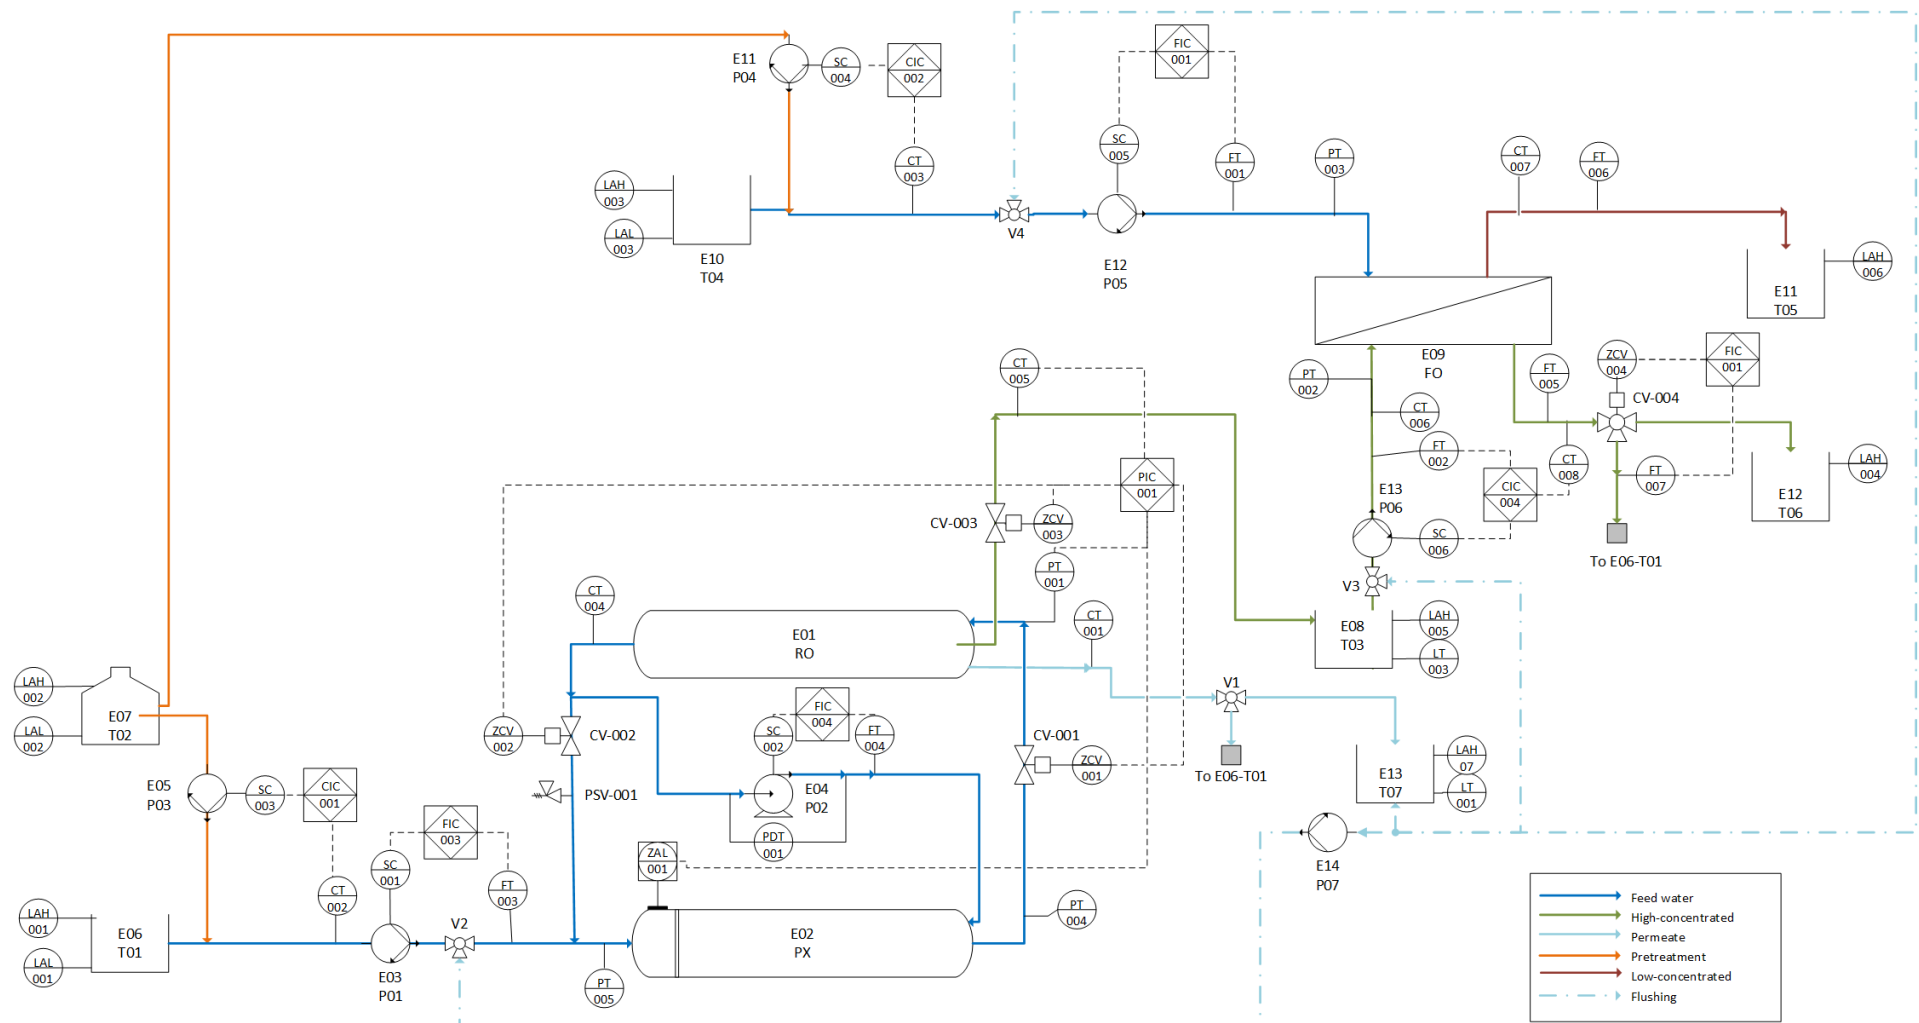 FIC
001
E11
P04
SC
004
CIC
002
SC
005
CT
003
FT
001
PT
003
CT
007
FT
006
LAH
003
LAL
003
E10
T04
V4
E12
P05
LAH
006
E11
T05
E09
FO
CT
005
PT
002
CT
006
FT
002
FT
005
ZCV
004
FIC
001
CV-004
CT
008
FT
007
LAH
004
E12
T06
To E06-T01
PIC
001
CIC
004
E13
P06
SC
006
CV-003
ZCV
003
PT
001
V3
CT
004
CT
001
E01
RO
E08
T03
LAH
005
LT
003
LAH
002
LAL
002
E07
T02
V1
To E06-T01
ZCV
002
CV-002
SC
002
FIC
004
FT
004
CV-001
ZCV
001
E13
T07
LAH
07
LT
001
E05
P03
SC
003
CIC
001
PSV-001
E04
P02
PDT
001
FIC
003
ZAL
001
E14
P07
SC
001
CT
002
FT
003
PT
004
LAH
001
LAL
001
E06
T01
V2
E03
P01
PT
005
E02
PX
Feed water
High-concentrated
Permeate
Pretreatment
Low-concentrated
Flushing